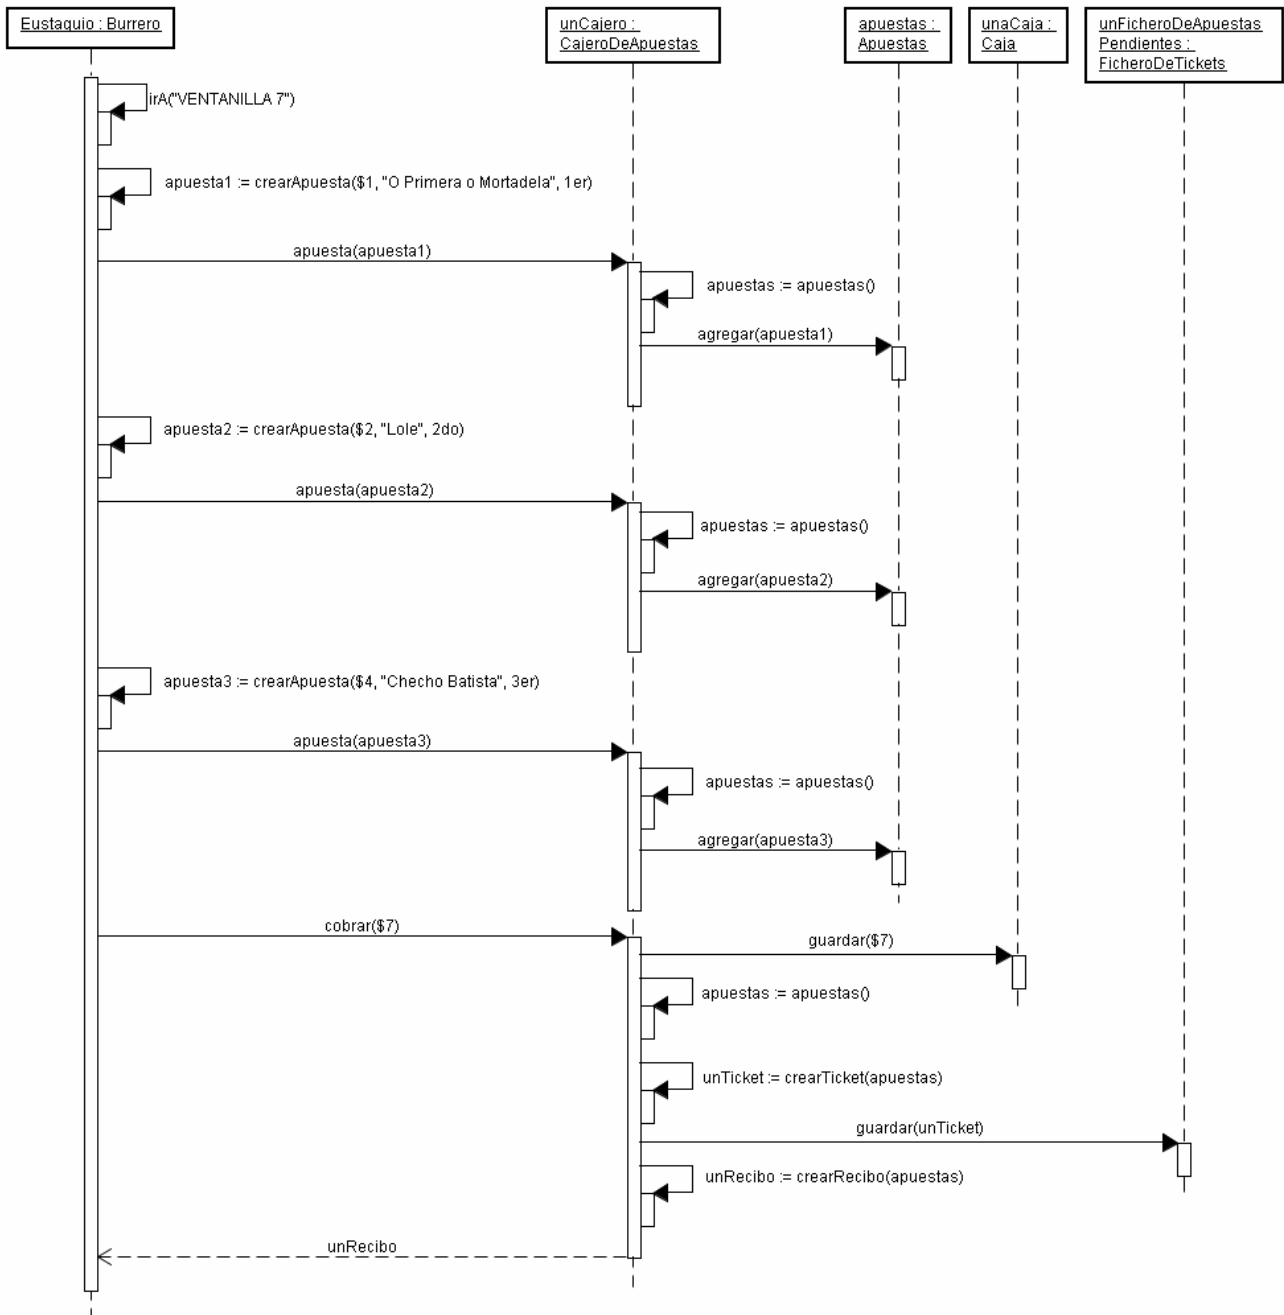 Eustaquio : Burrero
unCajero :
CajeroDeApuestas
apuestas :
Apuestas
unaCaja :
Caja
unFicheroDeApuestas
Pendientes :
FicheroDeTickets
irA("VENTANILLA 7")
apuesta1 := crearApuesta($1, "O Primera o Mortadela", 1er)
apuesta(apuesta1)
apuestas := apuestas()
agregar(apuesta1)
apuesta2 := crearApuesta($2, "Lole", 2do)
apuesta(apuesta2)
apuestas := apuestas()
agregar(apuesta2)
apuesta3 := crearApuesta($4, "Checho Batista", 3er)
apuesta(apuesta3)
apuestas := apuestas()
agregar(apuesta3)
cobrar($7)
guardar($7)
apuestas := apuestas()
unTicket := crearTicket(apuestas)
guardar(unTicket)
unRecibo := crearRecibo(apuestas)
unRecibo